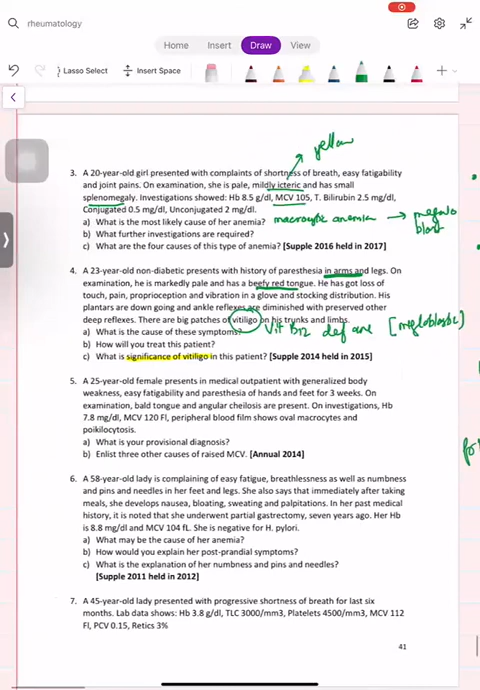 rheumatology
Home Insert Draw View
Lasso Select Insert Space
yellow
3. A 20-year-old girl presented with complaints of shortness of breath, easy fatigability
and joint pains. On examination, she is pale, mildly icteric and has small
splenomegaly. Investigations showed: Hb 8.5 g/dl, MCV 105, T. Bilirubin 2.5 mg/dl,
Conjugated 0.5 mg/dl, Unconjugated 2 mg/dl.
a) What is the most likely cause of her anemia?
macrocytic anemia → megalo
blast
b) What further investigations are required?
c) What are the four causes of this type of anemia? [Supple 2016 held in 2017]
4. A 23-year-old non-diabetic presents with history of paresthesia in arms and legs. On
examination, he is markedly pale and has a beefy red tongue. He has got loss of
touch, pain, proprioception and vibration in a glove and stocking distribution. His
plantars are down going and ankle reflexes are diminished with preserved other
deep reflexes. There are big patches of vitiligo on his trunks and limbs.
a) What is the cause of these symptoms?
Vit B12 def ane [megloblastic]
b) How will you treat this patient?
c) What is significance of vitiligo in this patient? [Supple 2014 held in 2015]
5. A 25-year-old female presents in medical outpatient with generalized body
weakness, easy fatigability and paresthesia of hands and feet for 3 weeks. On
examination, bald tongue and angular cheilosis are present. On investigations, Hb
7.8 mg/dl, MCV 120 Fl, peripheral blood film shows oval macrocytes and
poikilocytosis.
a) What is your provisional diagnosis?
b) Enlist three other causes of raised MCV. [Annual 2014]
6. A 58-year-old lady is complaining of easy fatigue, breathlessness as well as numbness
and pins and needles in her feet and legs. She also says that immediately after taking
meals, she develops nausea, bloating, sweating and palpitations. In her past medical
history, it is noted that she underwent partial gastrectomy, seven years ago. Her Hb
is 8.8 mg/dl and MCV 104 fL. She is negative for H. pylori.
a) What may be the cause of her anemia?
b) How would you explain her post-prandial symptoms?
c) What is the explanation of her numbness and pins and needles?
[Supple 2011 held in 2012]
7. A 45-year-old lady presented with progressive shortness of breath for last six
months. Lab data shows: Hb 3.8 g/dl, TLC 3000/mm3, Platelets 4500/mm3, MCV 112
Fl, PCV 0.15, Retics 3%
41